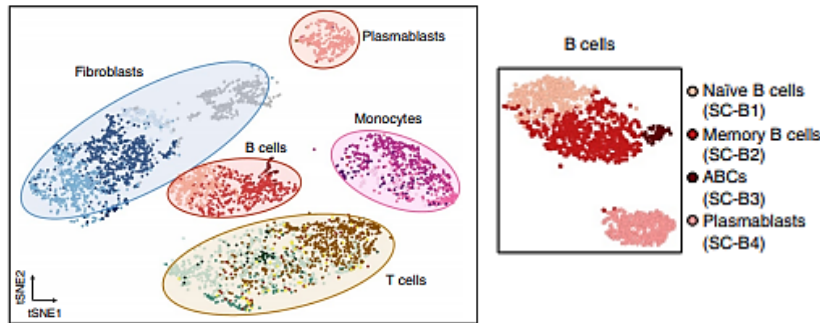 Plasmablasts
Fibroblasts
Monocytes
B cells
T cells
tSNE2
tSNE1
B cells
Naïve B cells
(SC-B1)
Memory B cells
(SC-B2)
ABCs
(SC-B3)
Plasmablasts
(SC-B4)